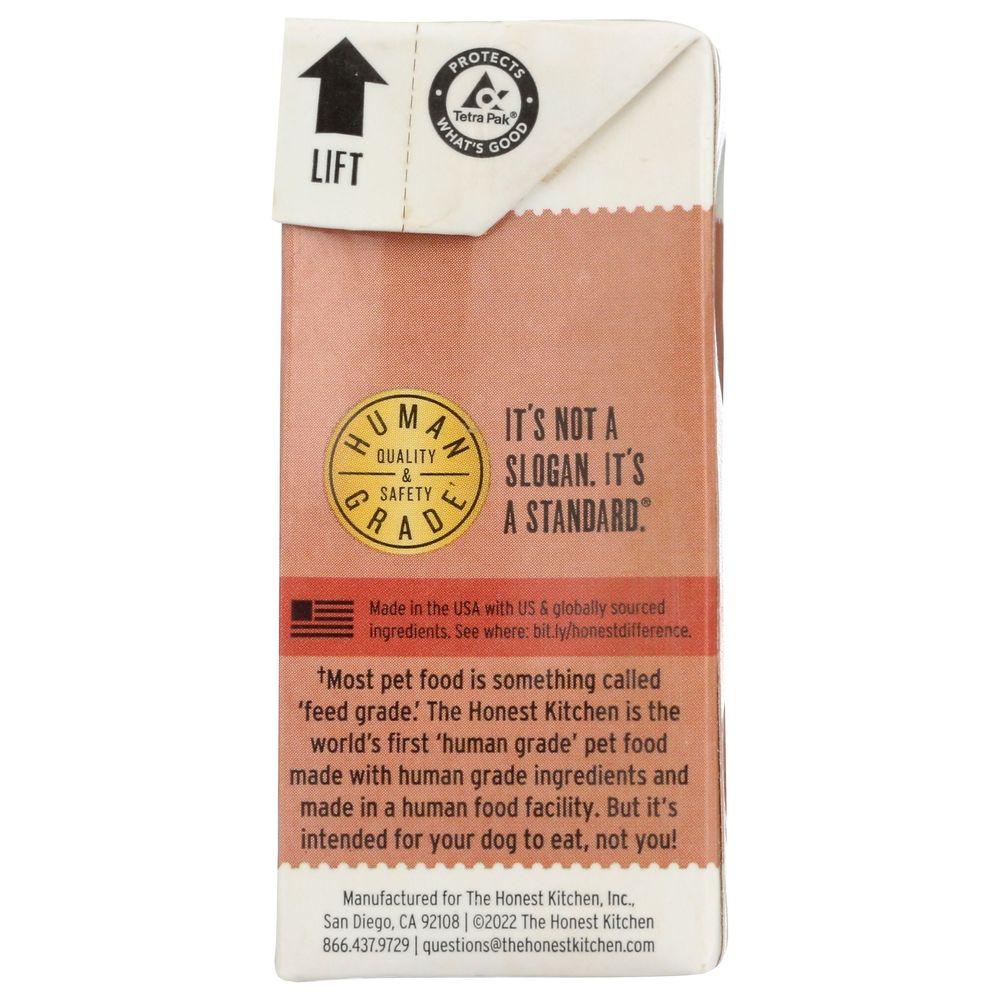 LIFT
PROTECTS
Tetra Pak®
WHAT'S GOOD
HUMAN
QUALITY
&
SAFETY
GRADE
IT'S NOT A
SLOGAN. IT'S
A STANDARD.®
Made in the USA with US & globally sourced
ingredients. See where: bit.ly/honestdifference.
†Most pet food is something called
‘feed grade.’ The Honest Kitchen is the
world's first ‘human grade’ pet food
made with human grade ingredients and
made in a human food facility. But it's
intended for your dog to eat, not you!
Manufactured for The Honest Kitchen, Inc.,
San Diego, CA 92108 | ©2022 The Honest Kitchen
866.437.9729 | questions@thehonestkitchen.com